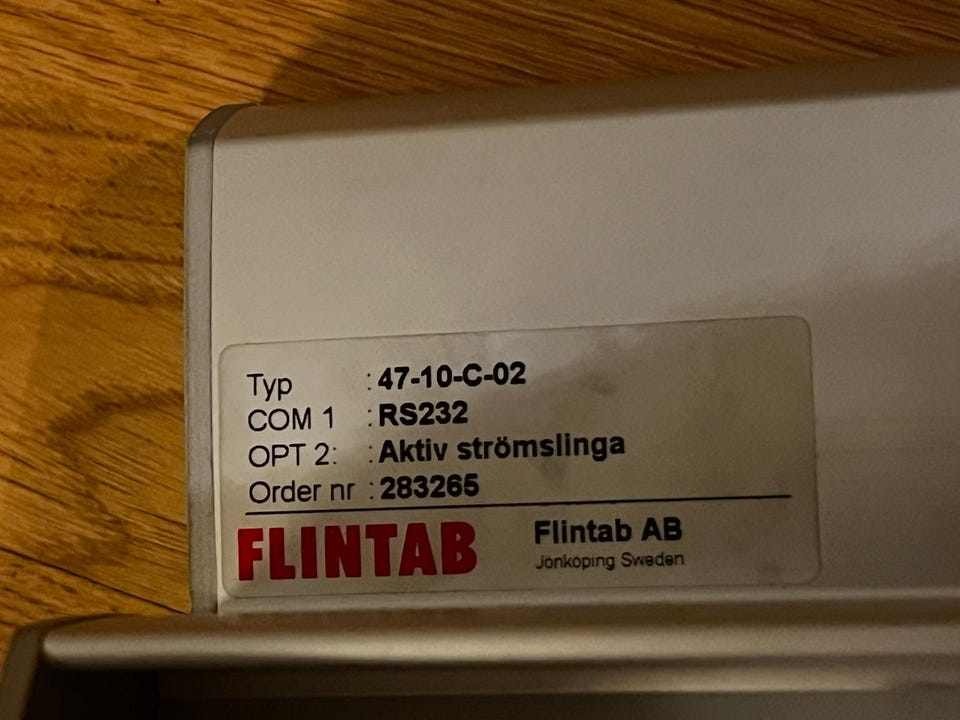 Typ : 47-10-C-02
COM 1 : RS232
OPT 2: : Aktiv strömslinga
Order nr : 283265
FLINTAB Flintab AB
Jönköping Sweden